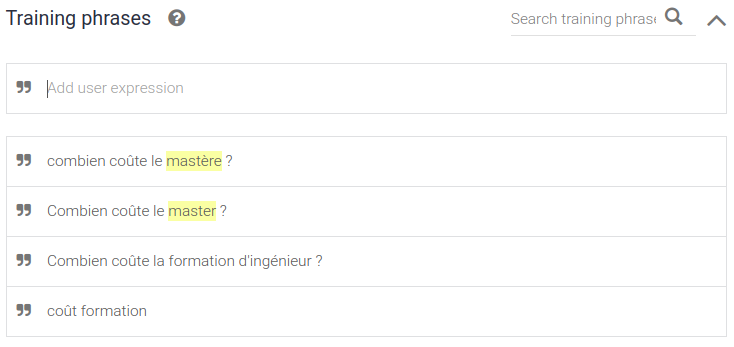 Training phrases ?
Search training phrase
Add user expression
combien coûte le mastère ?
Combien coûte le master ?
Combien coûte la formation d'ingénieur ?
coût formation